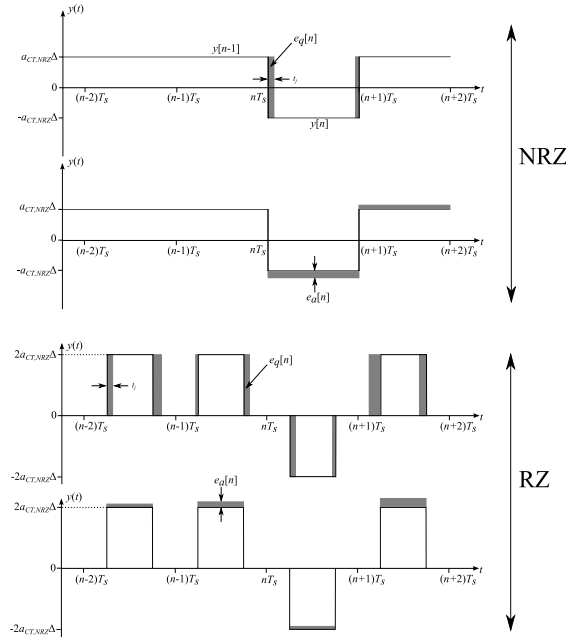 y(t)
a_{CT,NRZ}Δ
y[n-1]
e_q[n]
t_j
0
(n-2)T_S
(n-1)T_S
nT_S
(n+1)T_S
(n+2)T_S
t
-a_{CT,NRZ}Δ
y[n]
NRZ
y(t)
a_{CT,NRZ}Δ
0
(n-2)T_S
(n-1)T_S
nT_S
(n+1)T_S
(n+2)T_S
t
-a_{CT,NRZ}Δ
e_a[n]
y(t)
2a_{CT,NRZ}Δ
e_q[n]
t_j
0
(n-2)T_S
(n-1)T_S
nT_S
(n+1)T_S
(n+2)T_S
t
-2a_{CT,NRZ}Δ
RZ
y(t)
e_a[n]
2a_{CT,NRZ}Δ
0
(n-2)T_S
(n-1)T_S
nT_S
(n+1)T_S
(n+2)T_S
t
-2a_{CT,NRZ}Δ